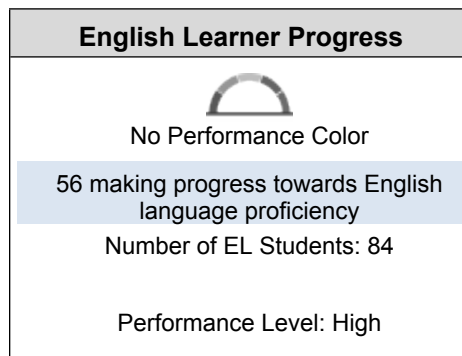 English Learner Progress
No Performance Color
56 making progress towards English
language proficiency
Number of EL Students: 84
Performance Level: High